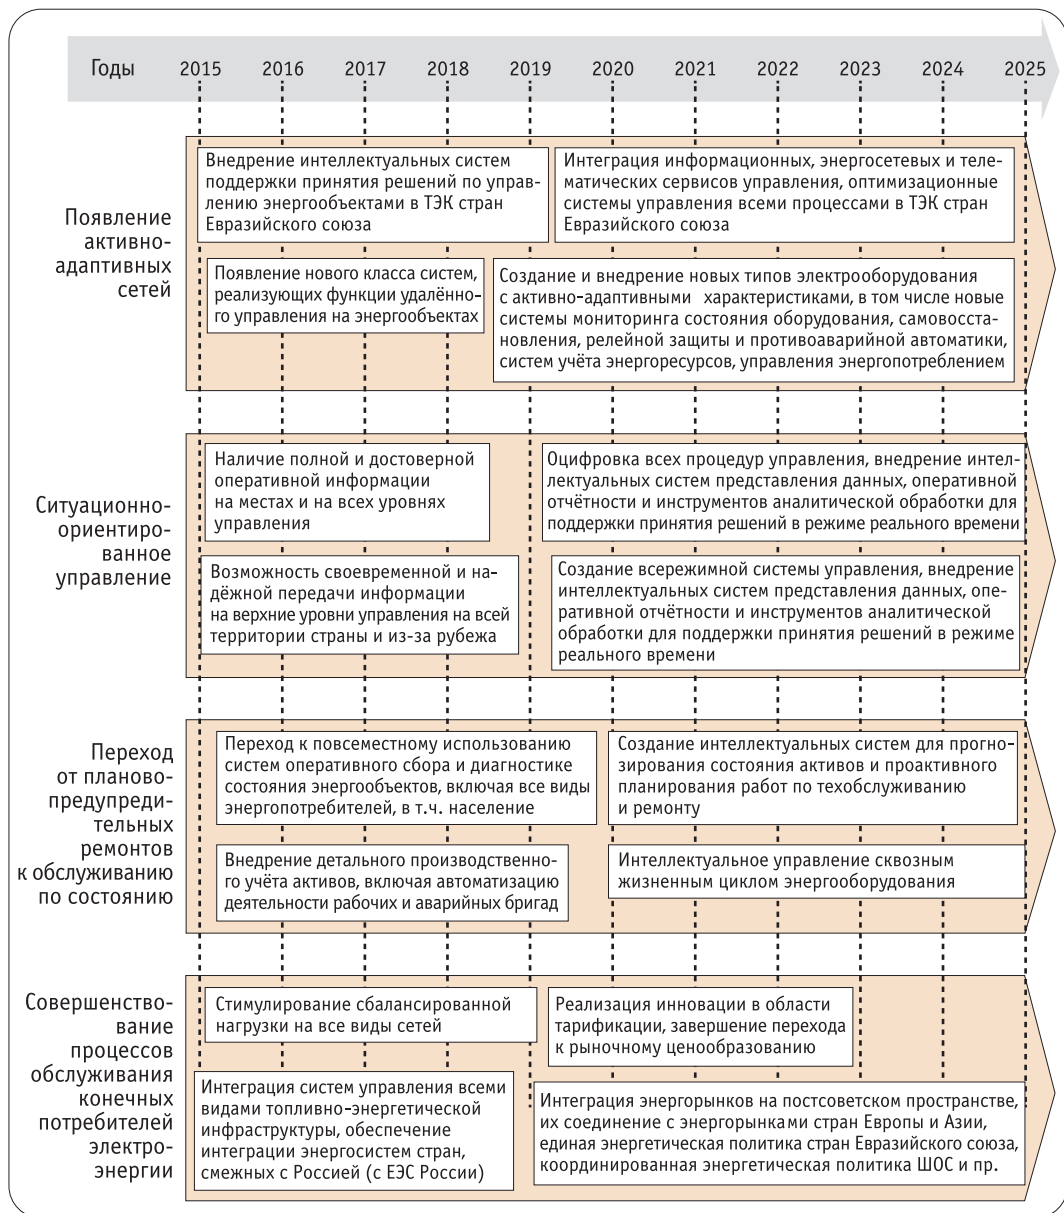 Годы 2015 2016 2017 2018 2019 2020 2021 2022 2023 2024 2025
Появление
активно-
адаптивных
сетей
Внедрение интеллектуальных систем
поддержки принятия решений по управ-
лению энергообъектами в ТЭК стран
Евразийского союза
Интеграция информационных, энергосетевых и теле-
матических сервисов управления, оптимизационные
системы управления всеми процессами в ТЭК стран
Евразийского союза
Появление нового класса систем,
реализующих функции удалённо-
го управления на энергообъектах
Создание и внедрение новых типов электрооборудования
с активно-адаптивными характеристиками, в том числе новые
системы мониторинга состояния оборудования, самовосста-
новления, релейной защиты и противоаварийной автоматики,
систем учёта энергоресурсов, управления энергопотреблением
Ситуационно-
ориентиро-
ванное
управление
Наличие полной и достоверной
оперативной информации
на местах и на всех уровнях
управления
Оцифровка всех процедур управления, внедрение интел-
лектуальных систем представления данных, оперативной
отчётности и инструментов аналитической обработки для
поддержки принятия решений в режиме реального времени
Возможность своевременной и на-
дёжной передачи информации
на верхние уровни управления на всей
территории страны и из-за рубежа
Создание всережимной системы управления, внедрение
интеллектуальных систем представления данных, опе-
ративной отчётности и инструментов аналитической
обработки для поддержки принятия решений в режиме
реального времени
Переход
от планово-
предупреди-
тельных
ремонтов
к обслуживанию
по состоянию
Переход к повсеместному использованию
систем оперативного сбора и диагностике
состояния энергообъектов, включая все виды
энергопотребителей, в т.ч. население
Создание интеллектуальных систем для прогно-
зирования состояния активов и проактивного
планирования работ по техобслуживанию
и ремонту
Внедрение детального производственно-
го учёта активов, включая автоматизацию
деятельности рабочих и аварийных бригад
Интеллектуальное управление сквозным
жизненным циклом энергооборудования
Совершенство-
вание
процессов
обслуживания
конечных
потребителей
электро-
энергии
Стимулирование сбалансированной
нагрузки на все виды сетей
Реализация инновации в области
тарификации, завершение перехода
к рыночному ценообразованию
Интеграция систем управления всеми
видами топливно-энергетической
инфраструктуры, обеспечение
интеграции энергосистем стран,
смежных с Россией (с ЕЭС России)
Интеграция энергорынков на постсоветском пространстве,
их соединение с энергорынками стран Европы и Азии,
единая энергетическая политика стран Евразийского союза,
координированная энергетическая политика ШОС и пр.